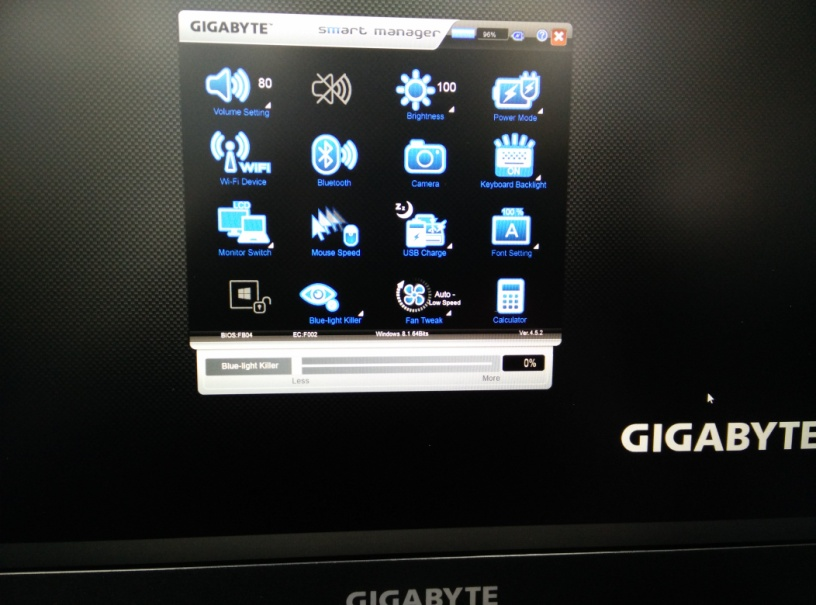 GIGABYTE™ smart manager 96%
80
Volume Setting
100
Brightness
Power Mode
WiFi
Wi-Fi Device
Bluetooth
Camera
ON
Keyboard Backlight
Monitor Switch
Mouse Speed
Zz
USB Charge
100%
A
Font Setting
Blue-light Killer
Auto -
Low Speed
Fan Tweak
Calculator
BIOS:FB04 EC:F002 Windows 8.1 64Bits Ver.4.5.2
Blue-light Killer 0%
Less More
GIGABYTE
GIGABYTE